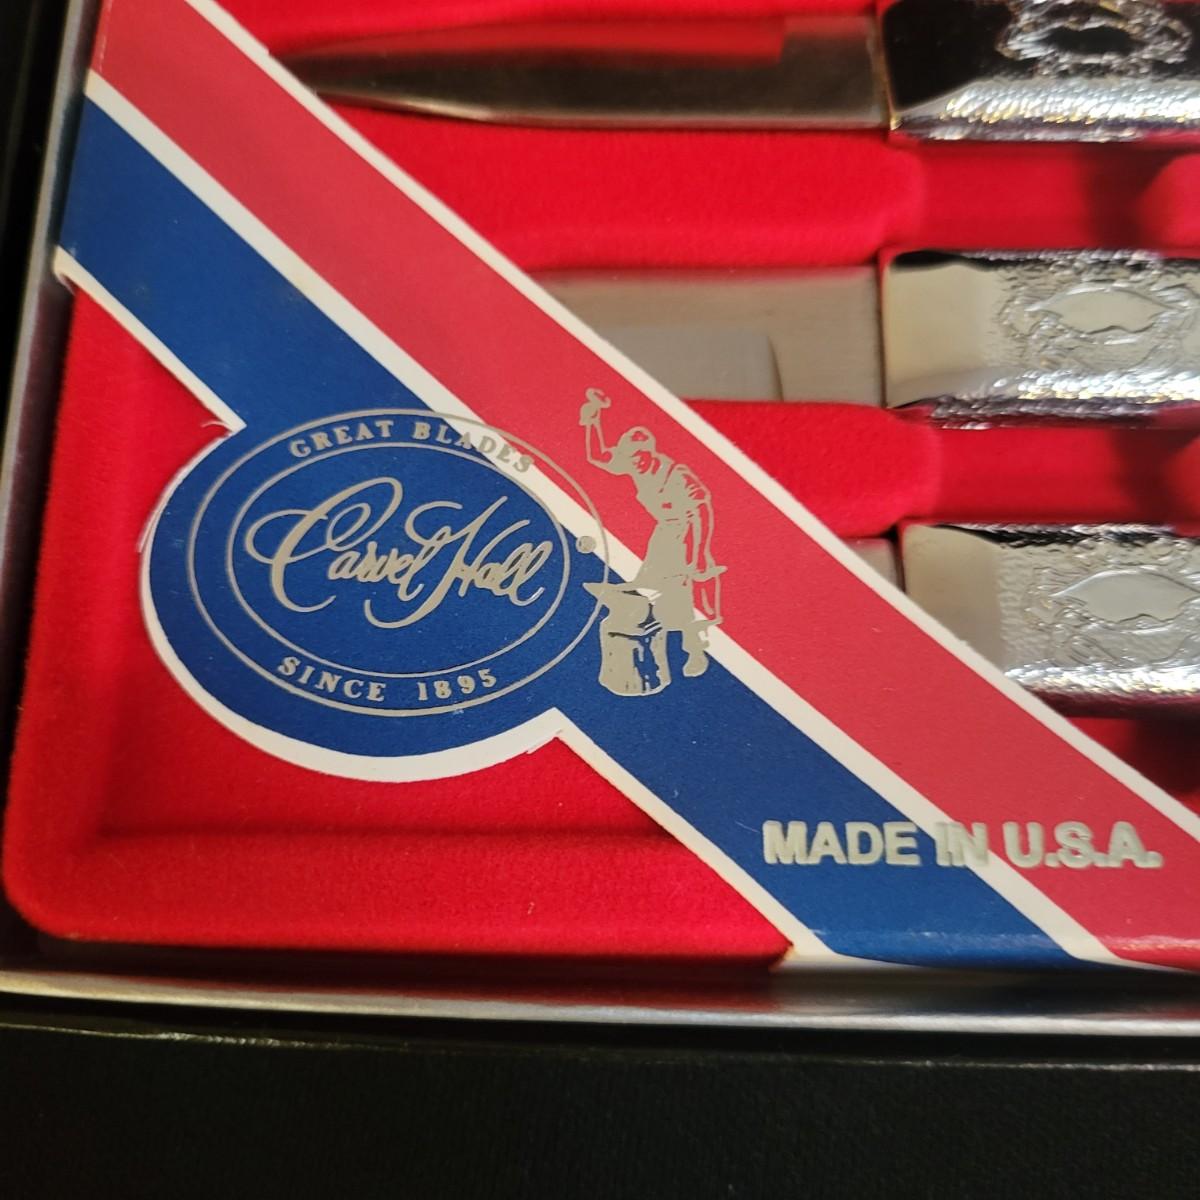 GREAT BLADES
Carvel Hall ®
SINCE 1895
MADE IN U.S.A.